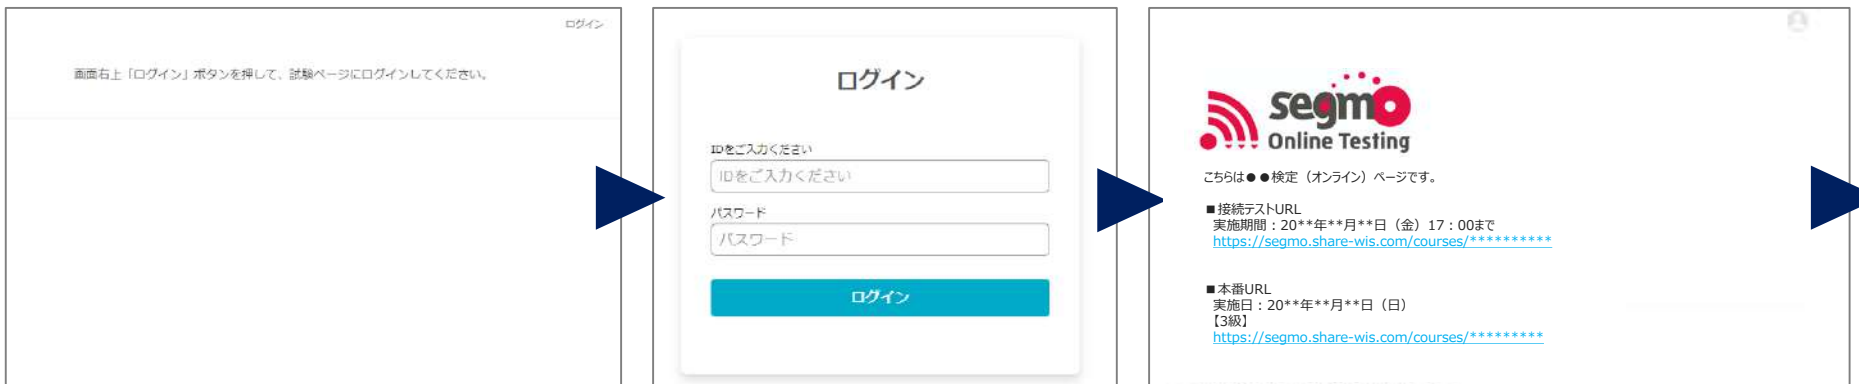 ログイン
画面右上「ログイン」ボタンを押して、試験ページにログインしてください。
ログイン
IDをご入力ください
IDをご入力ください
パスワード
パスワード
ログイン
segmo
Online Testing
こちらは●●検定（オンライン）ページです。
■接続テストURL
実施期間：20**年**月**日（金）17：00まで
https://segmo.share-wis.com/courses/**********
■本番URL
実施日：20**年**月**日（日）
【3級】
https://segmo.share-wis.com/courses/*********